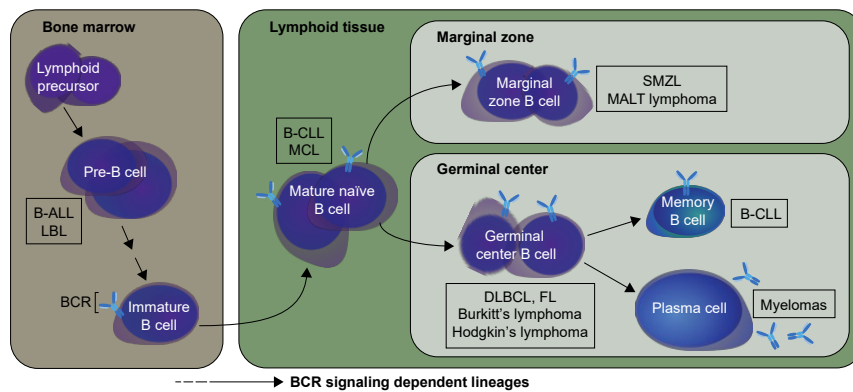 Bone marrow
Lymphoid
precursor
Pre-B cell
B-ALL
LBL
BCR
Immature
B cell
Lymphoid tissue
B-CLL
MCL
Mature naïve
B cell
Marginal zone
Marginal
zone B cell
SMZL
MALT lymphoma
Germinal center
Germinal
center B cell
DLBCL, FL
Burkitt’s lymphoma
Hodgkin’s lymphoma
Memory
B cell
B-CLL
Plasma cell
Myelomas
BCR signaling dependent lineages